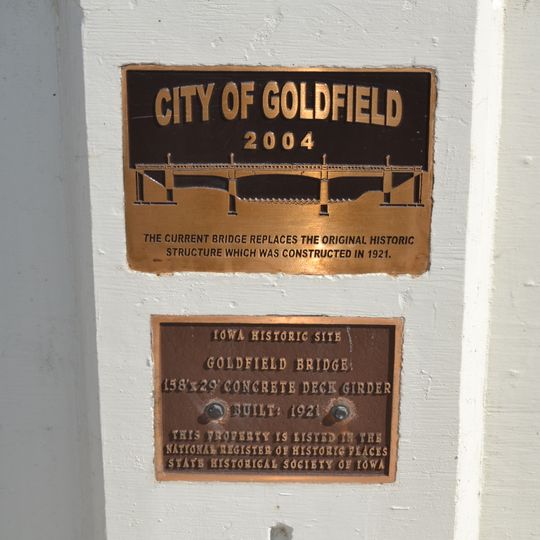 CITY OF GOLDFIELD
2004
THE CURRENT BRIDGE REPLACES THE ORIGINAL HISTORIC
STRUCTURE WHICH WAS CONSTRUCTED IN 1921.
IOWA HISTORIC SITE
GOLDFIELD BRIDGE
158'X29' CONCRETE DECK GIRDER
BUILT: 1921
THIS PROPERTY IS LISTED IN THE
NATIONAL REGISTER OF HISTORIC PLACES
STATE HISTORICAL SOCIETY OF IOWA